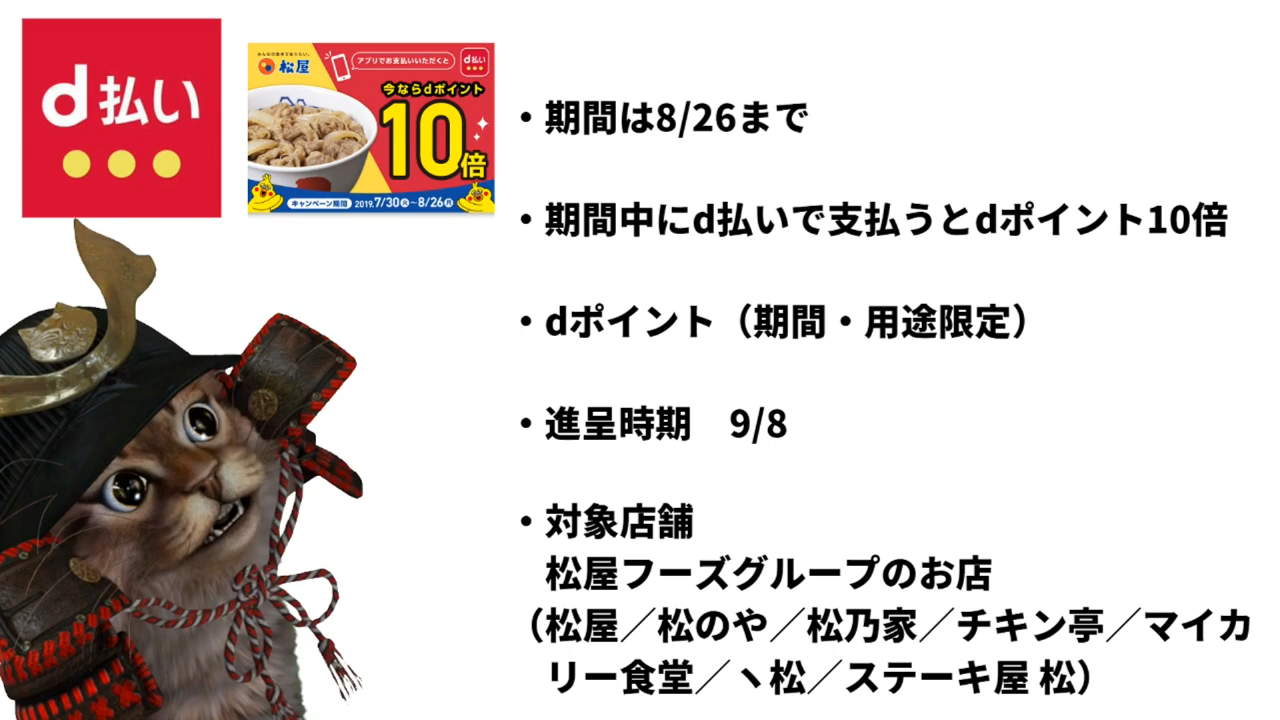 d払い
みんなの食卓でありたい。
松屋
アプリでお支払いいただくと
d払い
今ならdポイント
10倍
キャンペーン期間 2019.7/30㊋~8/26㊊
・期間は8/26まで
・期間中にd払いで支払うとdポイント10倍
・dポイント（期間・用途限定）
・進呈時期　9/8
・対象店舗
松屋フーズグループのお店
（松屋／松のや／松乃家／チキン亭／マイカ
リー食堂／ヽ松／ステーキ屋 松）